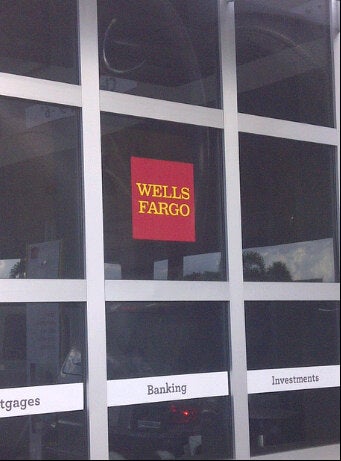 WELLS
FARGO
tgages
Banking
Investments